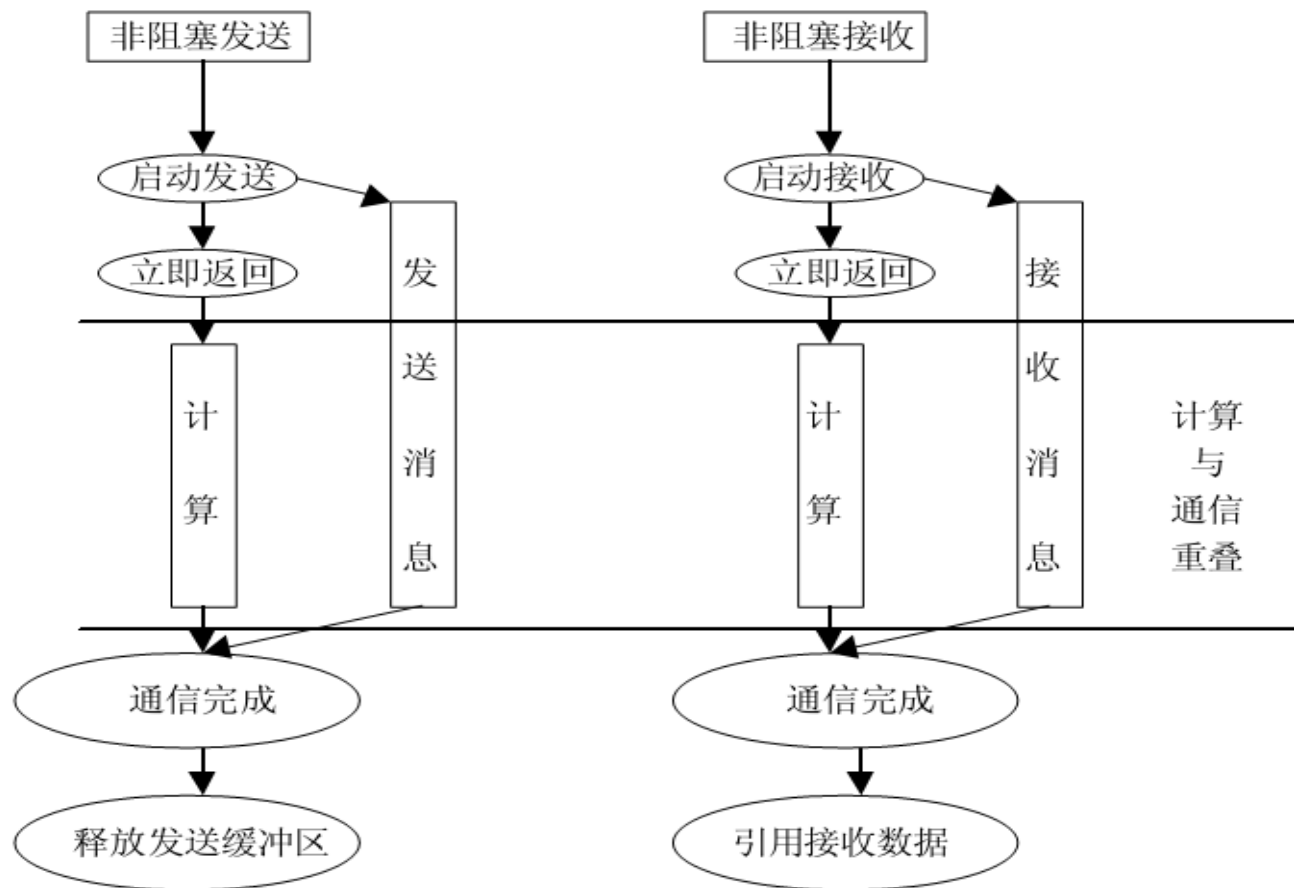 非阻塞发送
非阻塞接收
启动发送
启动接收
立即返回
立即返回
发送消息
接收消息
计算
计算
计算
与
通信
重叠
通信完成
通信完成
释放发送缓冲区
引用接收数据